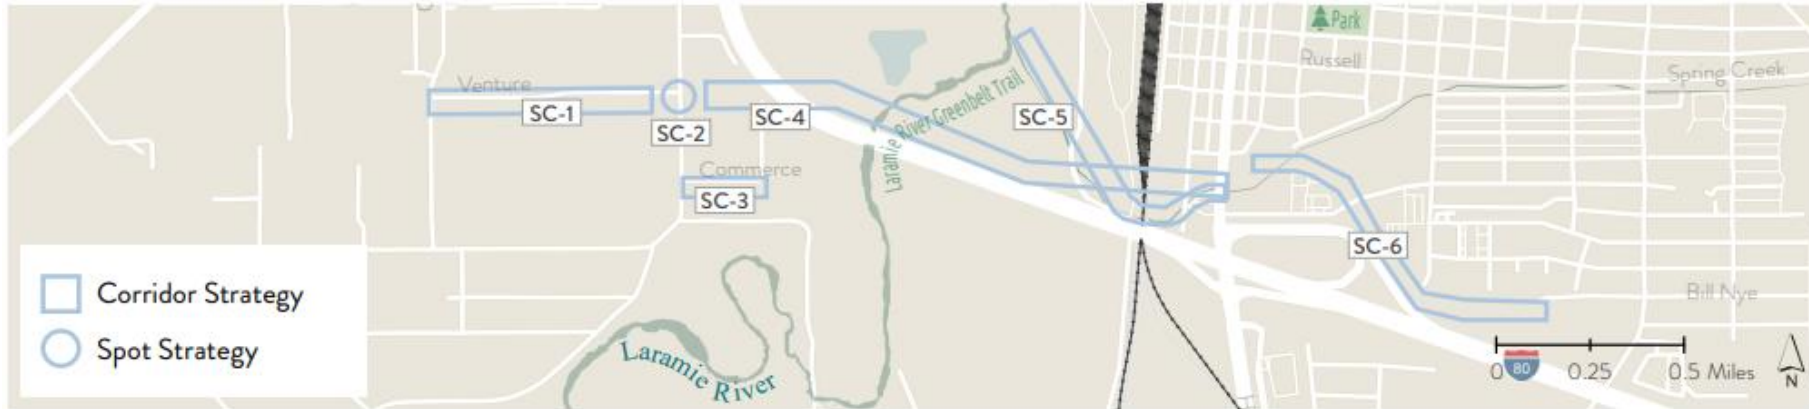 Park
Russell
Spring Creek
Venture
SC-1
SC-2
SC-4
SC-5
Laramie River Greenbelt Trail
Commerce
SC-3
SC-6
Bill Nye
Corridor Strategy
Spot Strategy
Laramie River
0 80 0.25 0.5 Miles
N